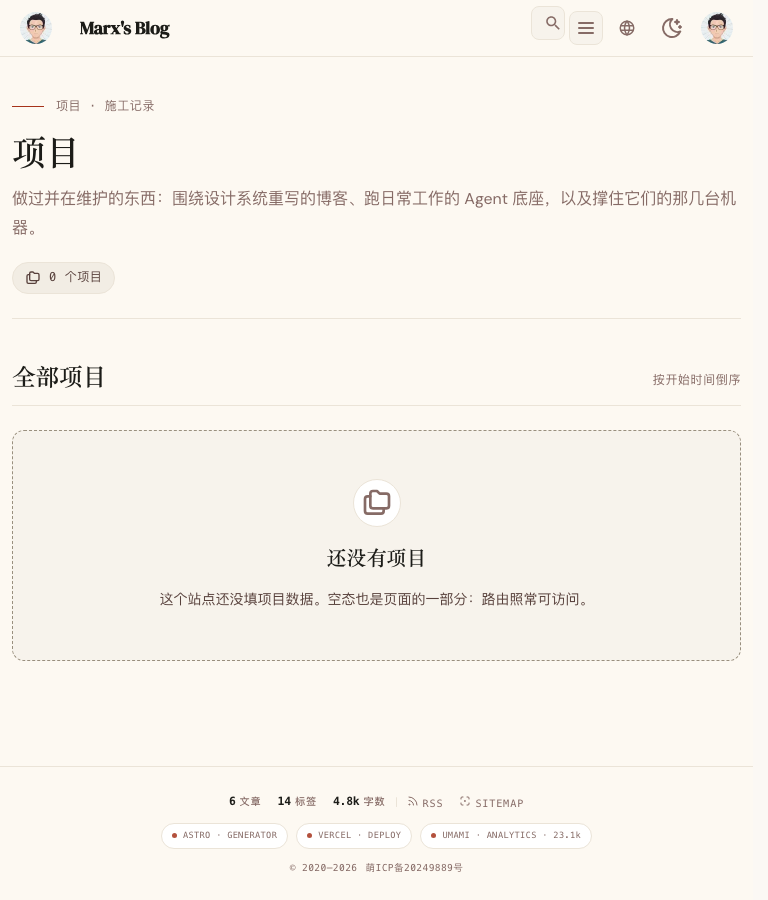 Marx's Blog
项目 · 施工记录
项目
做过并在维护的东西：围绕设计系统重写的博客、跑日常工作的 Agent 底座，以及撑住它们的那几台机
器。
0 个项目
全部项目
按开始时间倒序
还没有项目
这个站点还没填项目数据。空态也是页面的一部分：路由照常可访问。
6 文章 14 标签 4.8k 字数 RSS SITEMAP
ASTRO · GENERATOR VERCEL · DEPLOY UMAMI · ANALYTICS · 23.1k
© 2020—2026 萌ICP备20249889号